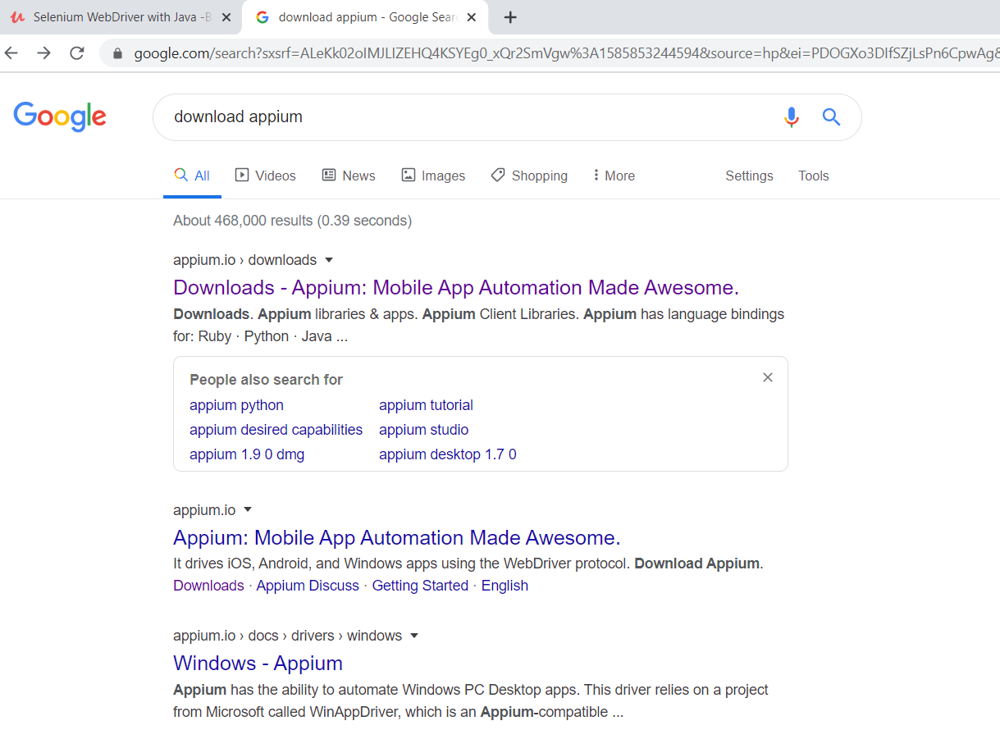 Selenium WebDriver with Java -B
download appium - Google Sear
google.com/search?sxsrf=ALeKk02oIMJLIZEHQ4KSYEg0_xQr2SmVgw%3A1585853244594&source=hp&ei=PDOGXo3DIfSZjLsPn6CpwAg&
Google
download appium
All Videos News Images Shopping More Settings Tools
About 468,000 results (0.39 seconds)
appium.io › downloads
Downloads - Appium: Mobile App Automation Made Awesome.
Downloads. Appium libraries & apps. Appium Client Libraries. Appium has language bindings
for: Ruby · Python · Java ...
People also search for
appium python appium tutorial
appium desired capabilities appium studio
appium 1.9 0 dmg appium desktop 1.7 0
appium.io
Appium: Mobile App Automation Made Awesome.
It drives iOS, Android, and Windows apps using the WebDriver protocol. Download Appium.
Downloads · Appium Discuss · Getting Started · English
appium.io › docs › drivers › windows
Windows - Appium
Appium has the ability to automate Windows PC Desktop apps. This driver relies on a project
from Microsoft called WinAppDriver, which is an Appium-compatible ...